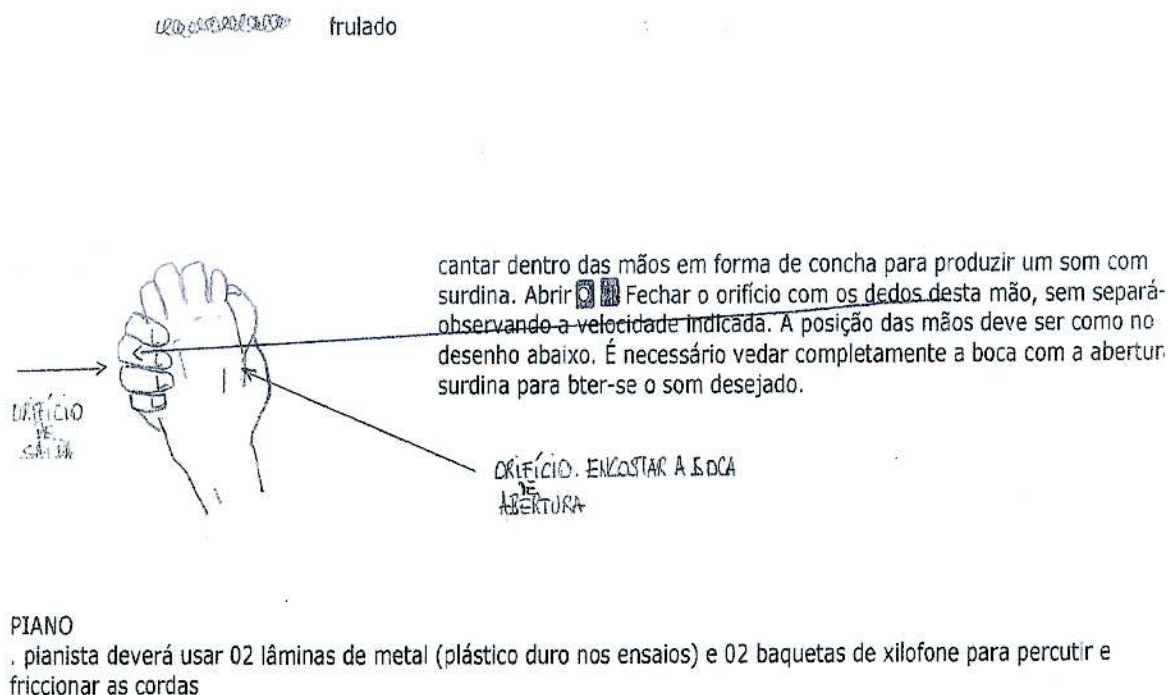 frulado
cantar dentro das mãos em forma de concha para produzir um som com
surdina. Abrir Fechar o orifício com os dedos desta mão, sem separá-
observando a velocidade indicada. A posição das mãos deve ser como no
desenho abaixo. É necessário vedar completamente a boca com a abertura
surdina para bter-se o som desejado.
ORIFÍCIO
DE
SAÍDA
ORIFÍCIO. ENCOSTAR A BOCA
DE
ABERTURA
PIANO
. pianista deverá usar 02 lâminas de metal (plástico duro nos ensaios) e 02 baquetas de xilofone para percutir e
friccionar as cordas